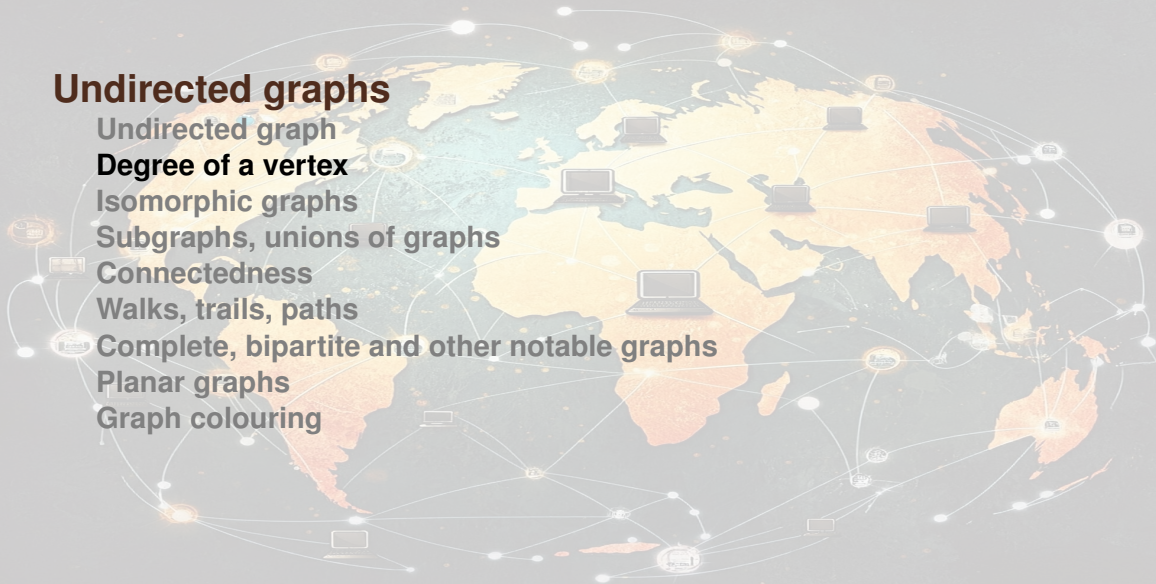 Undirected graphs
Undirected graph
Degree of a vertex
Isomorphic graphs
Subgraphs, unions of graphs
Connectedness
Walks, trails, paths
Complete, bipartite and other notable graphs
Planar graphs
Graph colouring